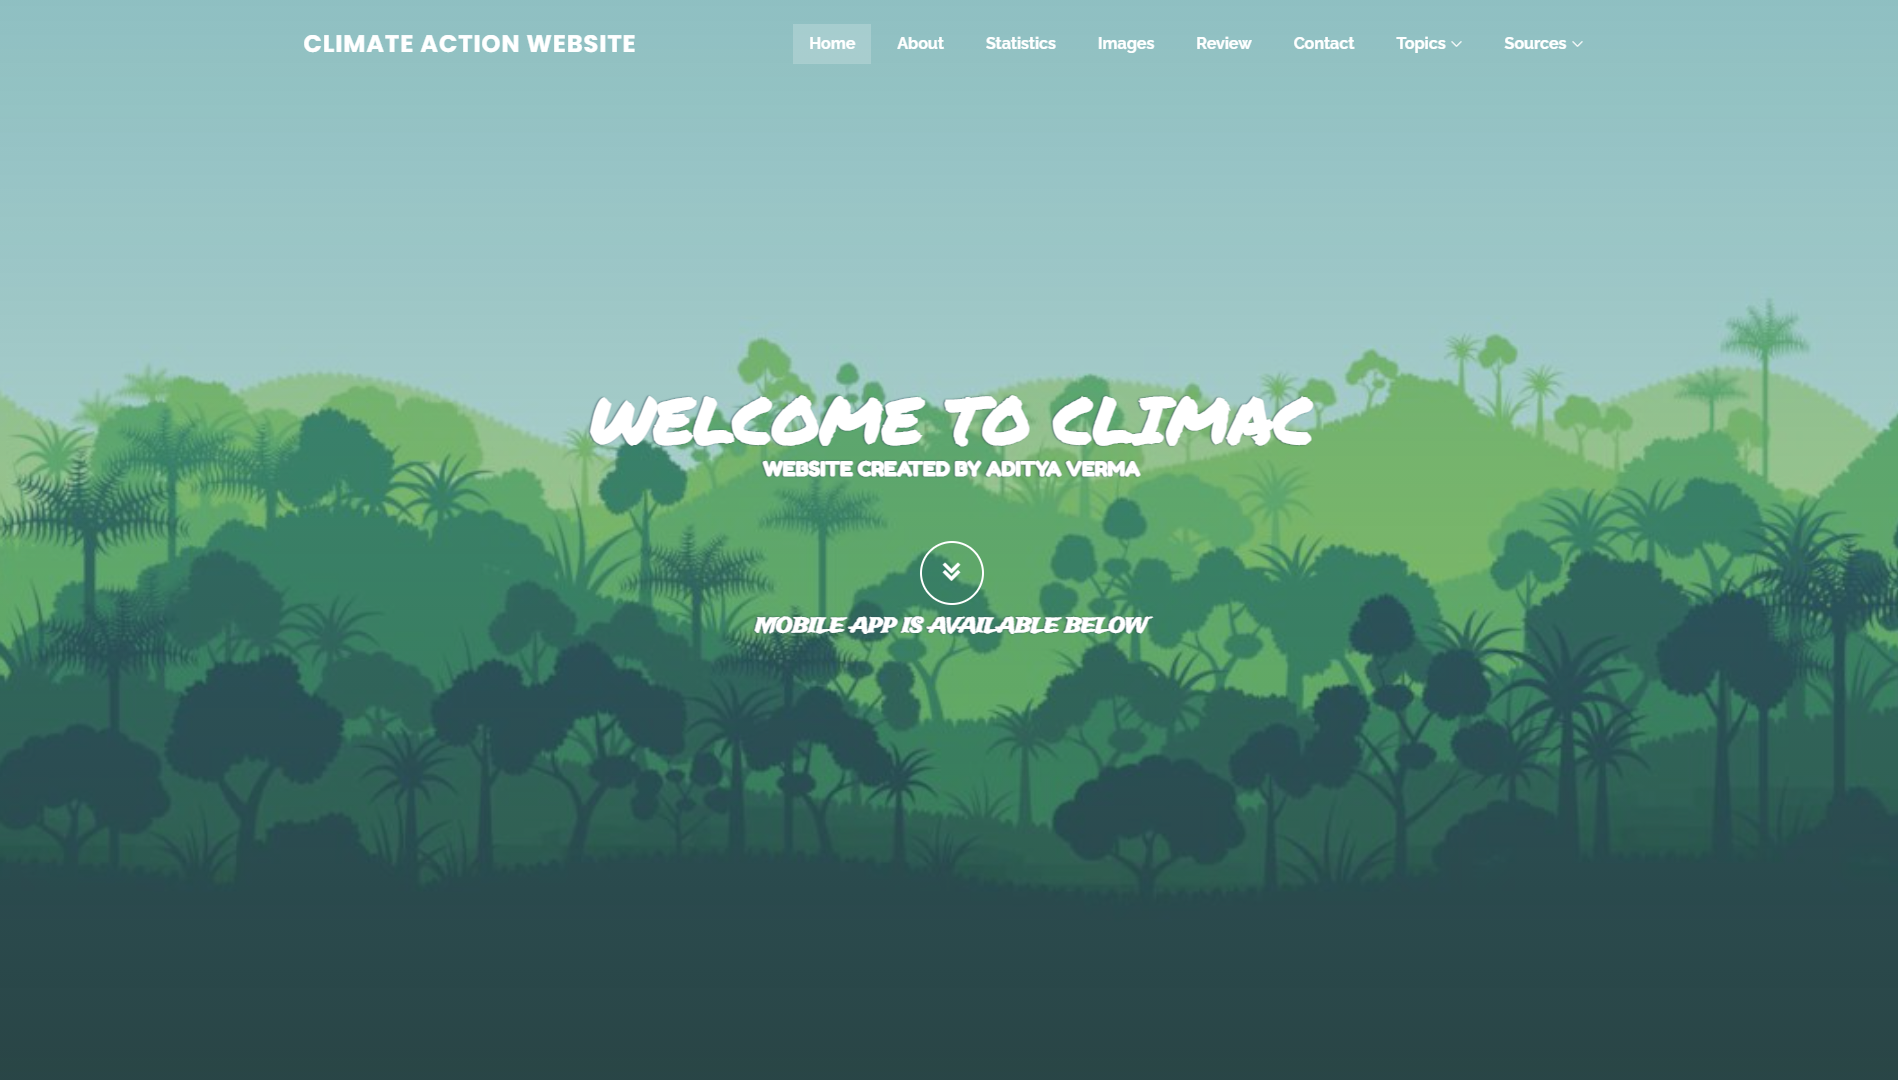 CLIMATE ACTION WEBSITE
Home About Statistics Images Review Contact Topics Sources
WELCOME TO CLIMAC
WEBSITE CREATED BY ADITYA VERMA
MOBILE APP IS AVAILABLE BELOW